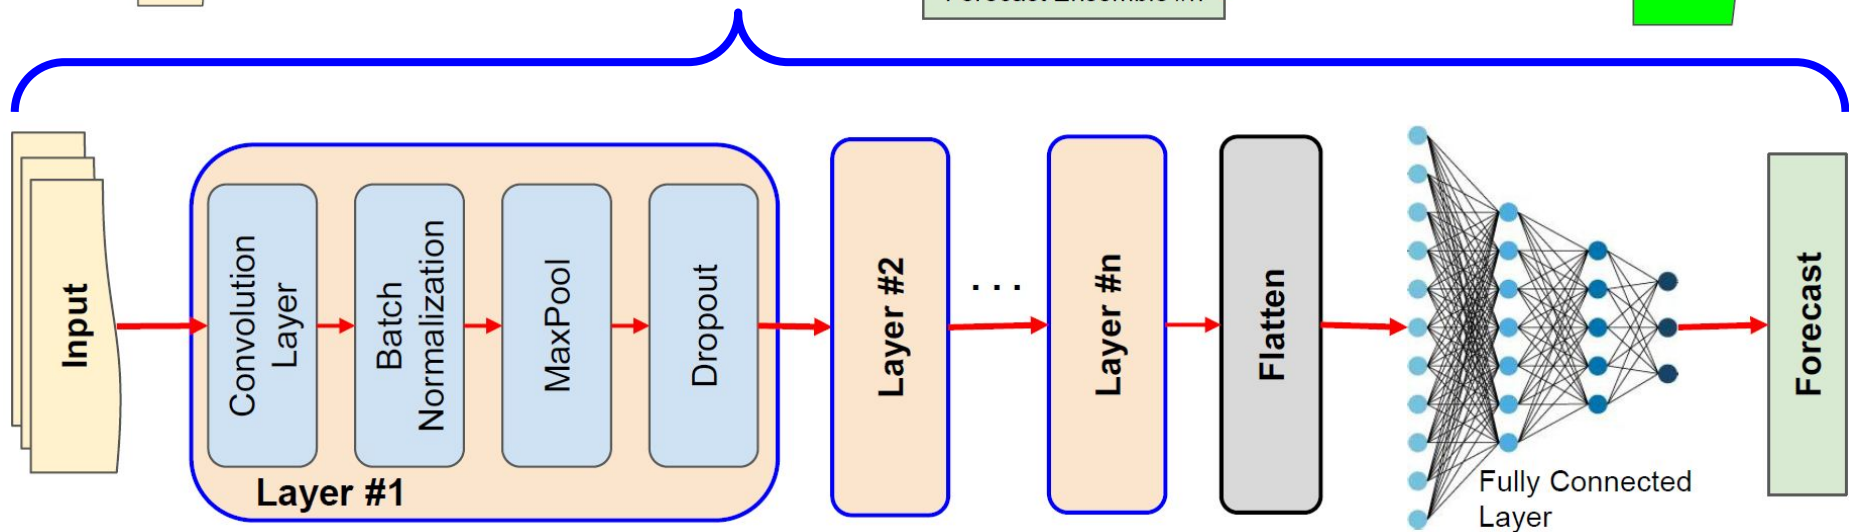 Input
Convolution
Layer
Batch
Normalization
MaxPool
Dropout
Layer #1
Layer #2
. . .
Layer #n
Flatten
Fully Connected
Layer
Forecast